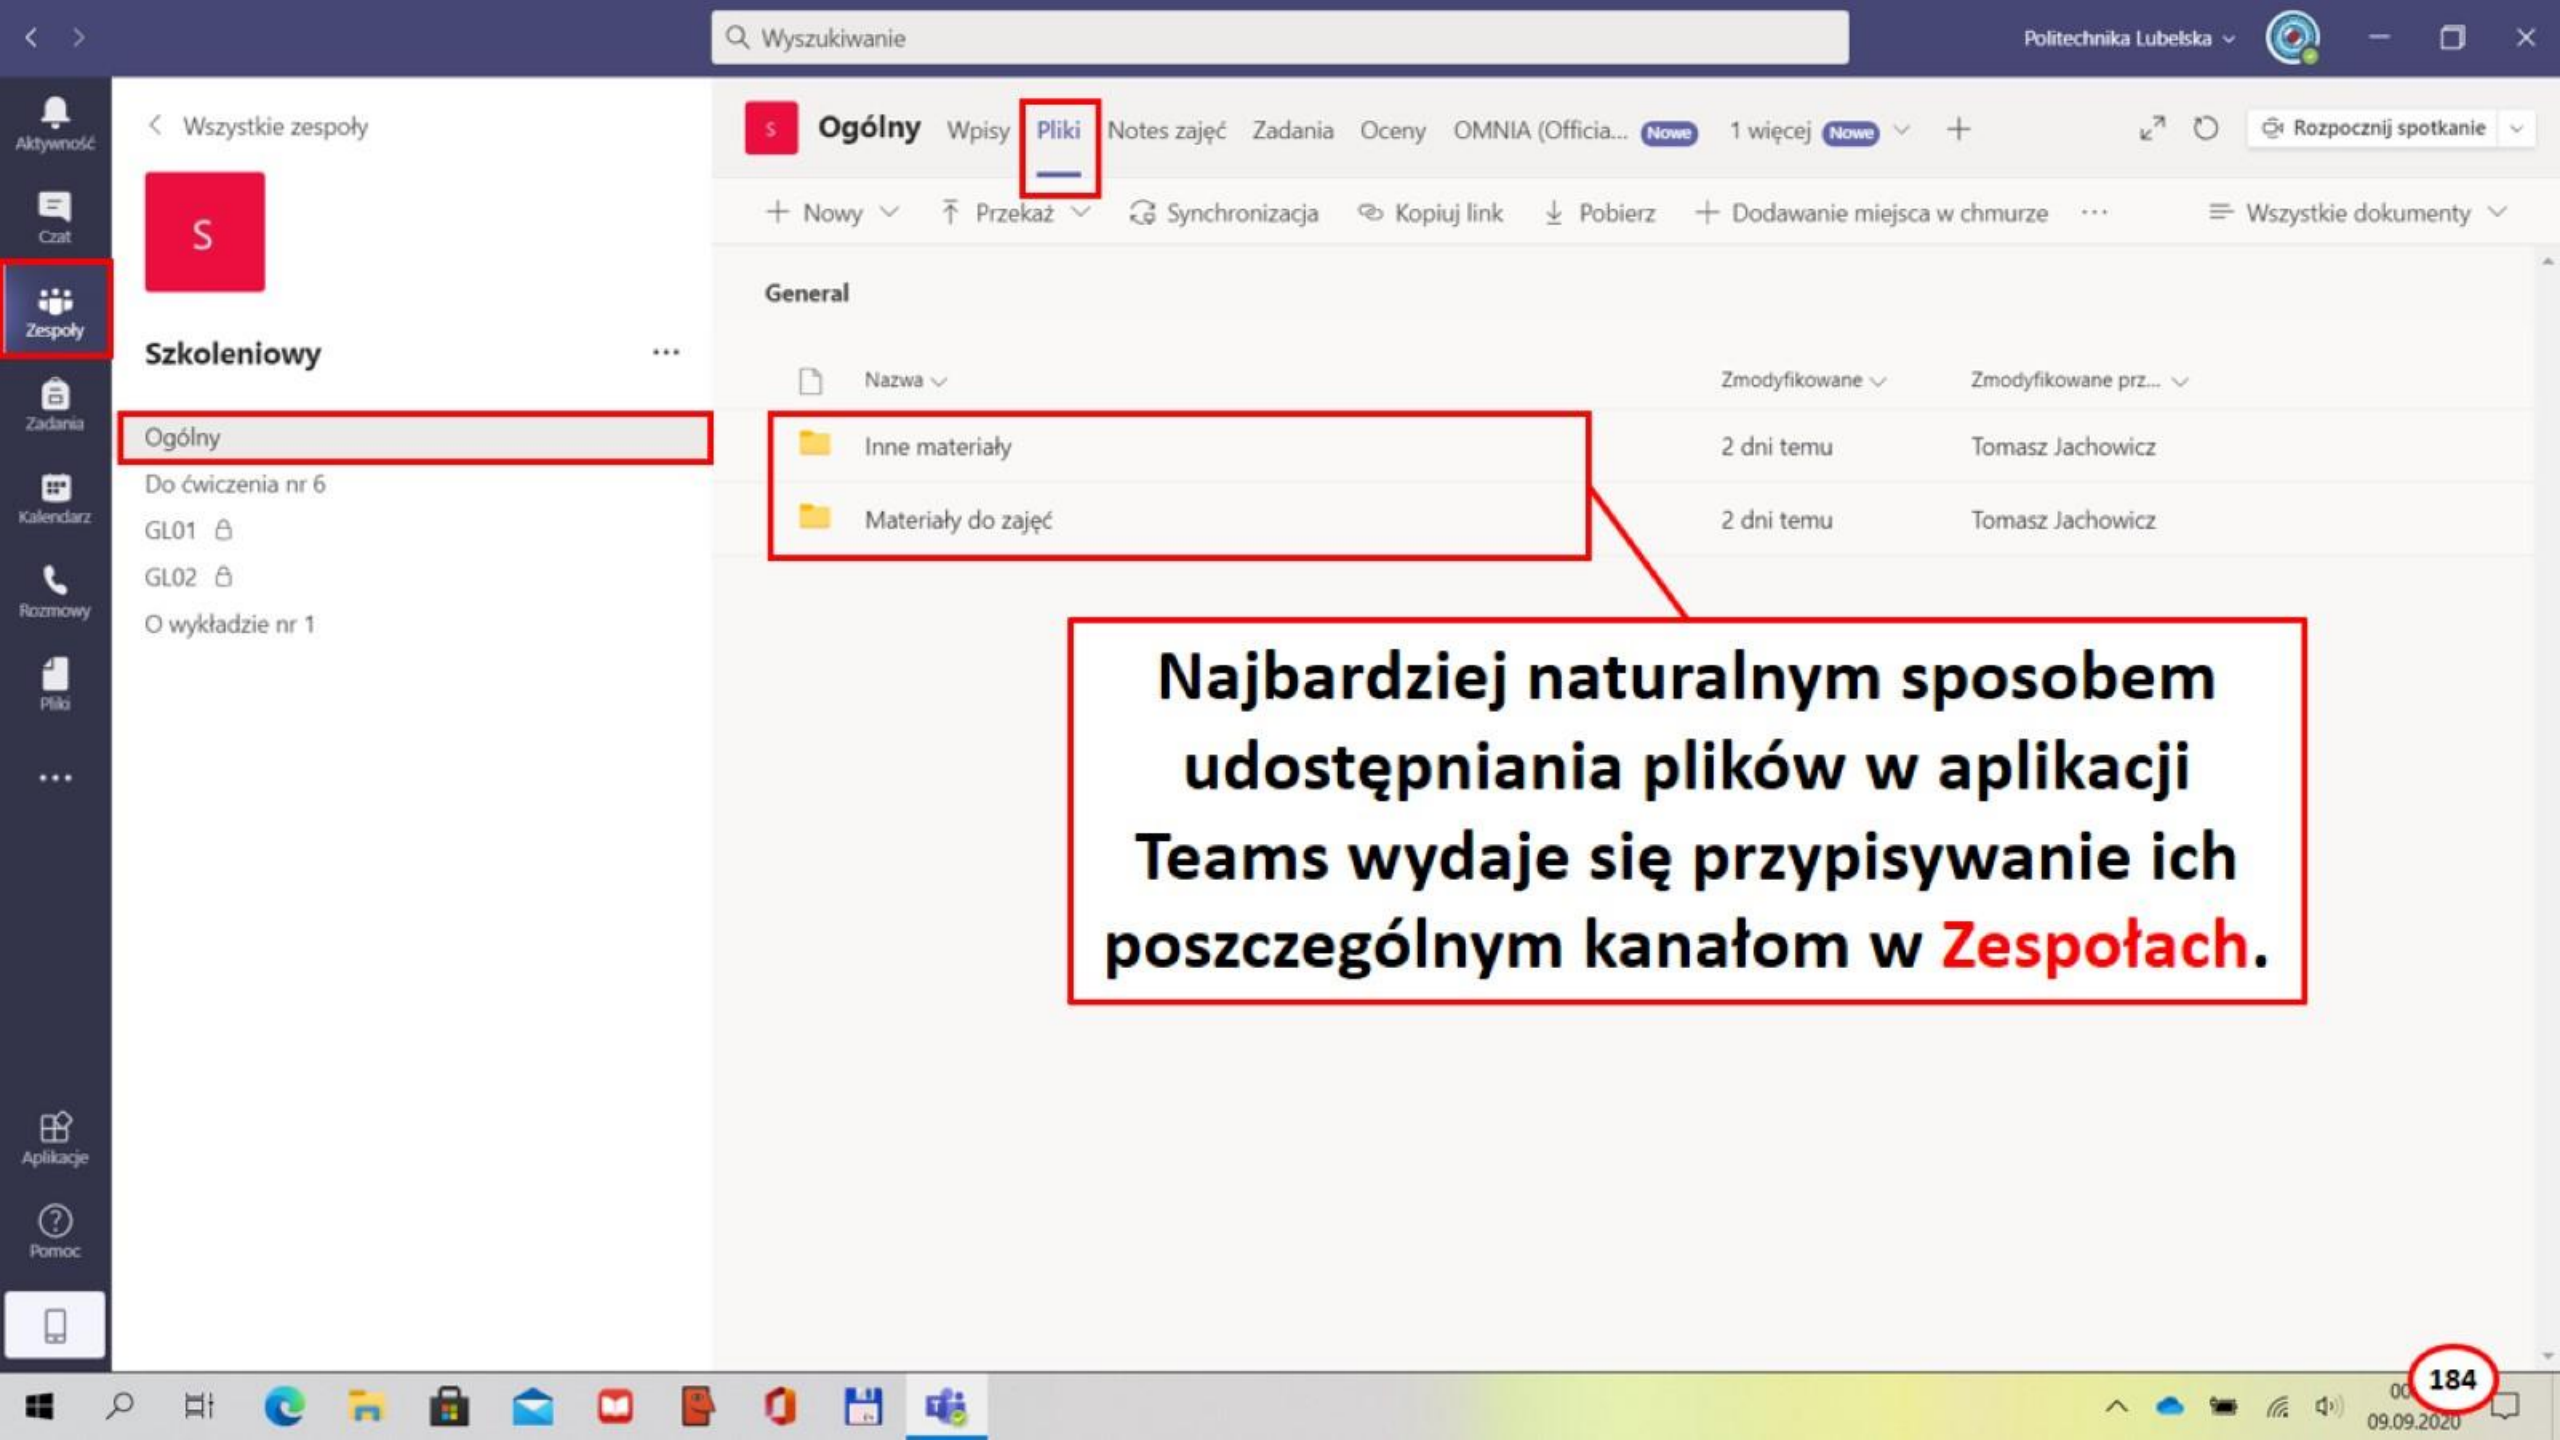 Wyszukiwanie
Politechnika Lubelska
Aktywność
Czat
Zespoły
Zadania
Kalendarz
Rozmowy
Pliki
Aplikacje
Pomoc
Wszystkie zespoły
S
Szkoleniowy
Ogólny
Do ćwiczenia nr 6
GL01
GL02
O wykładzie nr 1
S Ogólny Wpisy Pliki Notes zajęć Zadania Oceny OMNIA (Officia... Nowe 1 więcej Nowe + Rozpocznij spotkanie
+ Nowy Przekaż Synchronizacja Kopiuj link Pobierz + Dodawanie miejsca w chmurze ... Wszystkie dokumenty
General
Nazwa Zmodyfikowane Zmodyfikowane prz...
Inne materiały 2 dni temu Tomasz Jachowicz
Materiały do zajęć 2 dni temu Tomasz Jachowicz
Najbardziej naturalnym sposobem
udostępniania plików w aplikacji
Teams wydaje się przypisywanie ich
poszczególnym kanałom w Zespołach.
184
09.09.2020